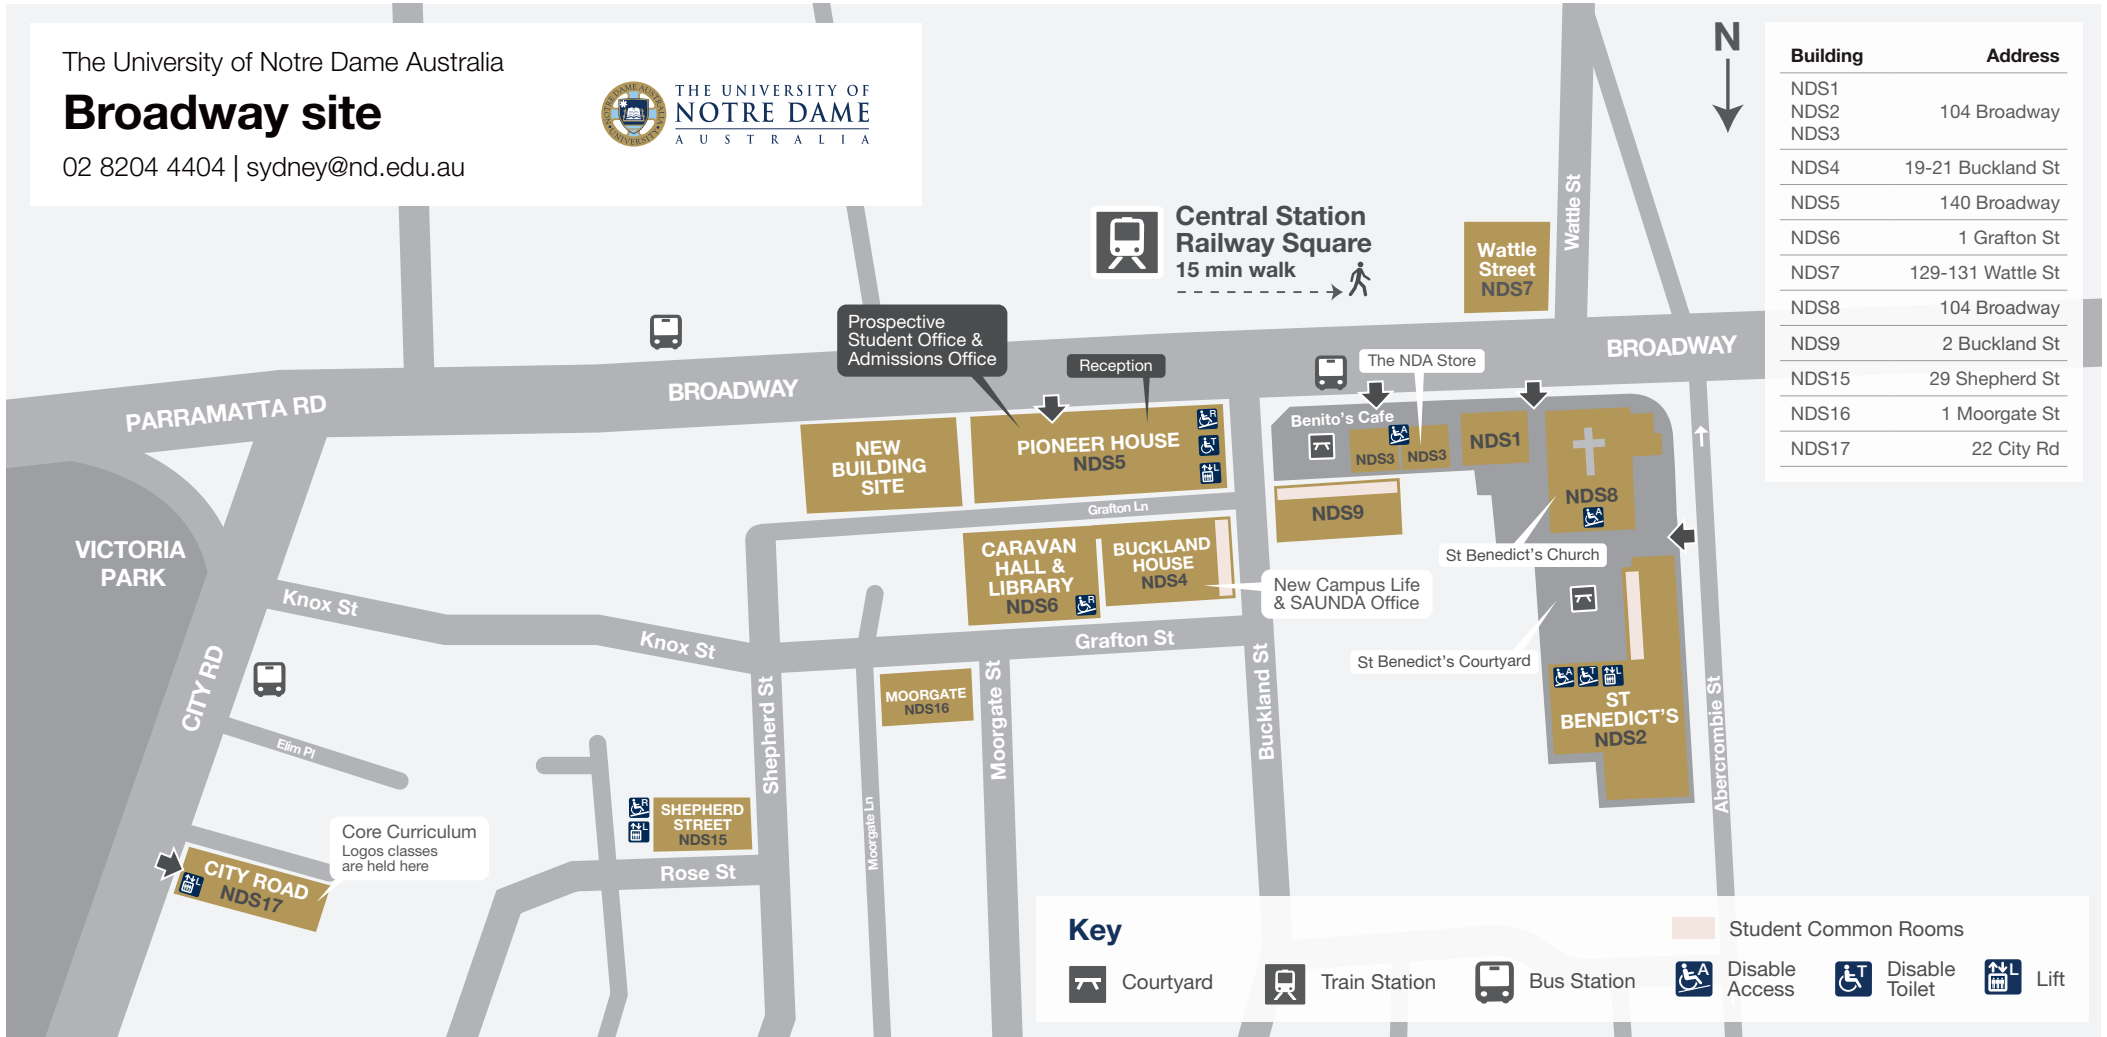 The University of Notre Dame Australia
Broadway site
02 8204 4404 | sydney@nd.edu.au
NOTRE DAME AUSTRALIA
UNIVERSITY
THE UNIVERSITY OF
NOTRE DAME
AUSTRALIA
N
Building Address
NDS1
NDS2
NDS3
104 Broadway
NDS4 19-21 Buckland St
NDS5 140 Broadway
NDS6 1 Grafton St
NDS7 129-131 Wattle St
NDS8 104 Broadway
NDS9 2 Buckland St
NDS15 29 Shepherd St
NDS16 1 Moorgate St
NDS17 22 City Rd
Central Station
Railway Square
15 min walk
Wattle
Street
NDS7
Wattle St
Prospective
Student Office &
Admissions Office
Reception
The NDA Store
BROADWAY
BROADWAY
PARRAMATTA RD
Benito's Cafe
NEW
BUILDING
SITE
PIONEER HOUSE
NDS5
R
T
L
A
NDS3
NDS3
NDS1
NDS8
A
NDS9
Grafton Ln
VICTORIA
PARK
CARAVAN
HALL &
LIBRARY
NDS6
R
BUCKLAND
HOUSE
NDS4
St Benedict's Church
New Campus Life
& SAUNDA Office
Knox St
Knox St
Grafton St
St Benedict's Courtyard
CITY RD
Elim Pl
Shepherd St
MOORGATE
NDS16
Moorgate St
Moorgate Ln
Buckland St
A
T
L
ST
BENEDICT'S
NDS2
Abercrombie St
R
L
SHEPHERD
STREET
NDS15
Rose St
Core Curriculum
Logos classes
are held here
L
CITY ROAD
NDS17
Key
Student Common Rooms
Courtyard
Train Station
Bus Station
A
Disable
Access
T
Disable
Toilet
L
Lift